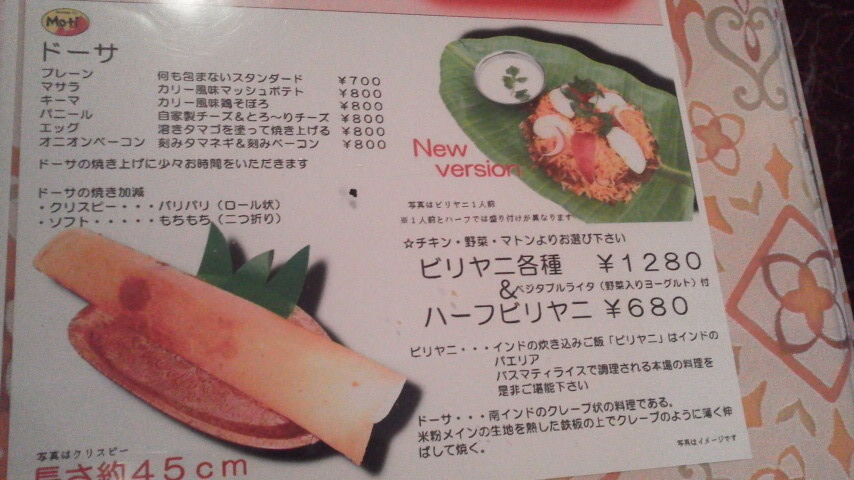 Moti
ドーサ
プレーン 何も包まないスタンダード ￥700
マサラ カリー風味マッシュポテト ￥800
キーマ カリー風味鶏そぼろ ￥800
パニール 自家製チーズ＆とろ～りチーズ ￥800
エッグ 溶きタマゴを塗って焼き上げる ￥800
オニオンベーコン 刻みタマネギ＆刻みベーコン ￥800
ドーサの焼き上げに少々お時間をいただきます
ドーサの焼き加減
・クリスピー・・・パリパリ（ロール状）
・ソフト・・・・・もちもち（二つ折り）
写真はクリスピー
長さ約45cm
New
version
写真はビリヤニ１人前
※１人前とハーフでは盛り付けが異なります
☆チキン・野菜・マトンよりお選び下さい
ビリヤニ各種 ￥1280
＆ベジタブルライタ（野菜入りヨーグルト）付
ハーフビリヤニ ￥680
ビリヤニ・・・インドの炊き込みご飯「ビリヤニ」はインドの
パエリア
バスマティライスで調理される本場の料理を
是非ご堪能下さい
ドーサ・・・南インドのクレープ状の料理である。
米粉メインの生地を熱した鉄板の上でクレープのように薄く伸
ばして焼く。
写真はイメージです